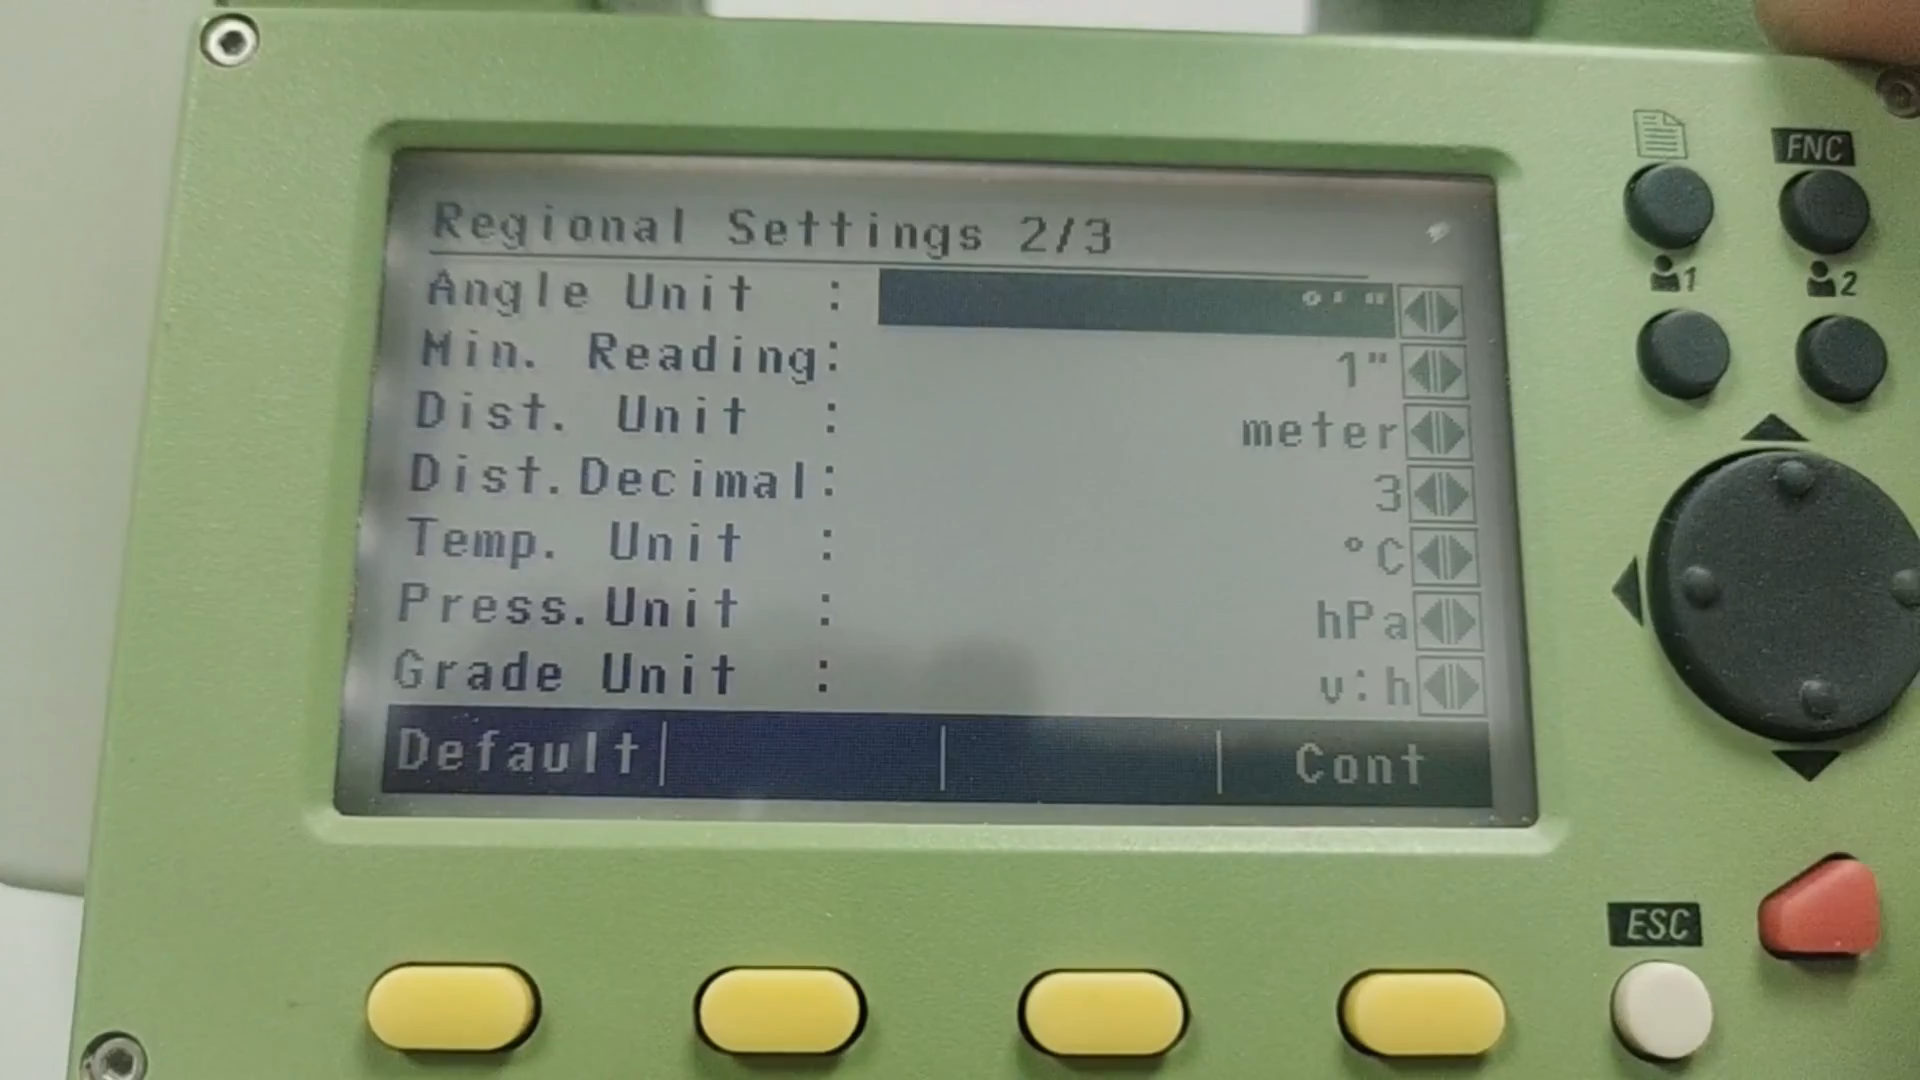 Regional Settings 2/3
Angle Unit : ° ' "
Min. Reading: 1"
Dist. Unit : meter
Dist.Decimal: 3
Temp. Unit : °C
Press.Unit : hPa
Grade Unit : v:h
Default Cont
FNC
1
2
ESC